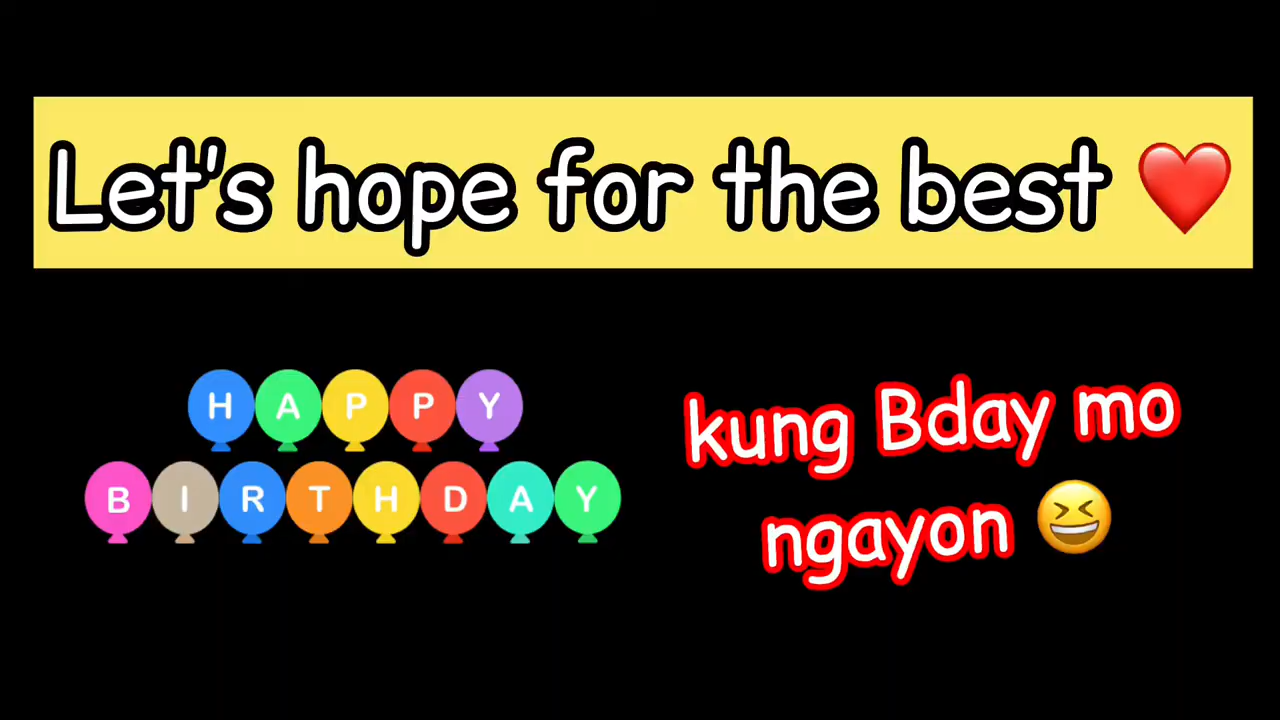 Let's hope for the best ❤️
HAPPY
BIRTHDAY
kung Bday mo
ngayon 😆